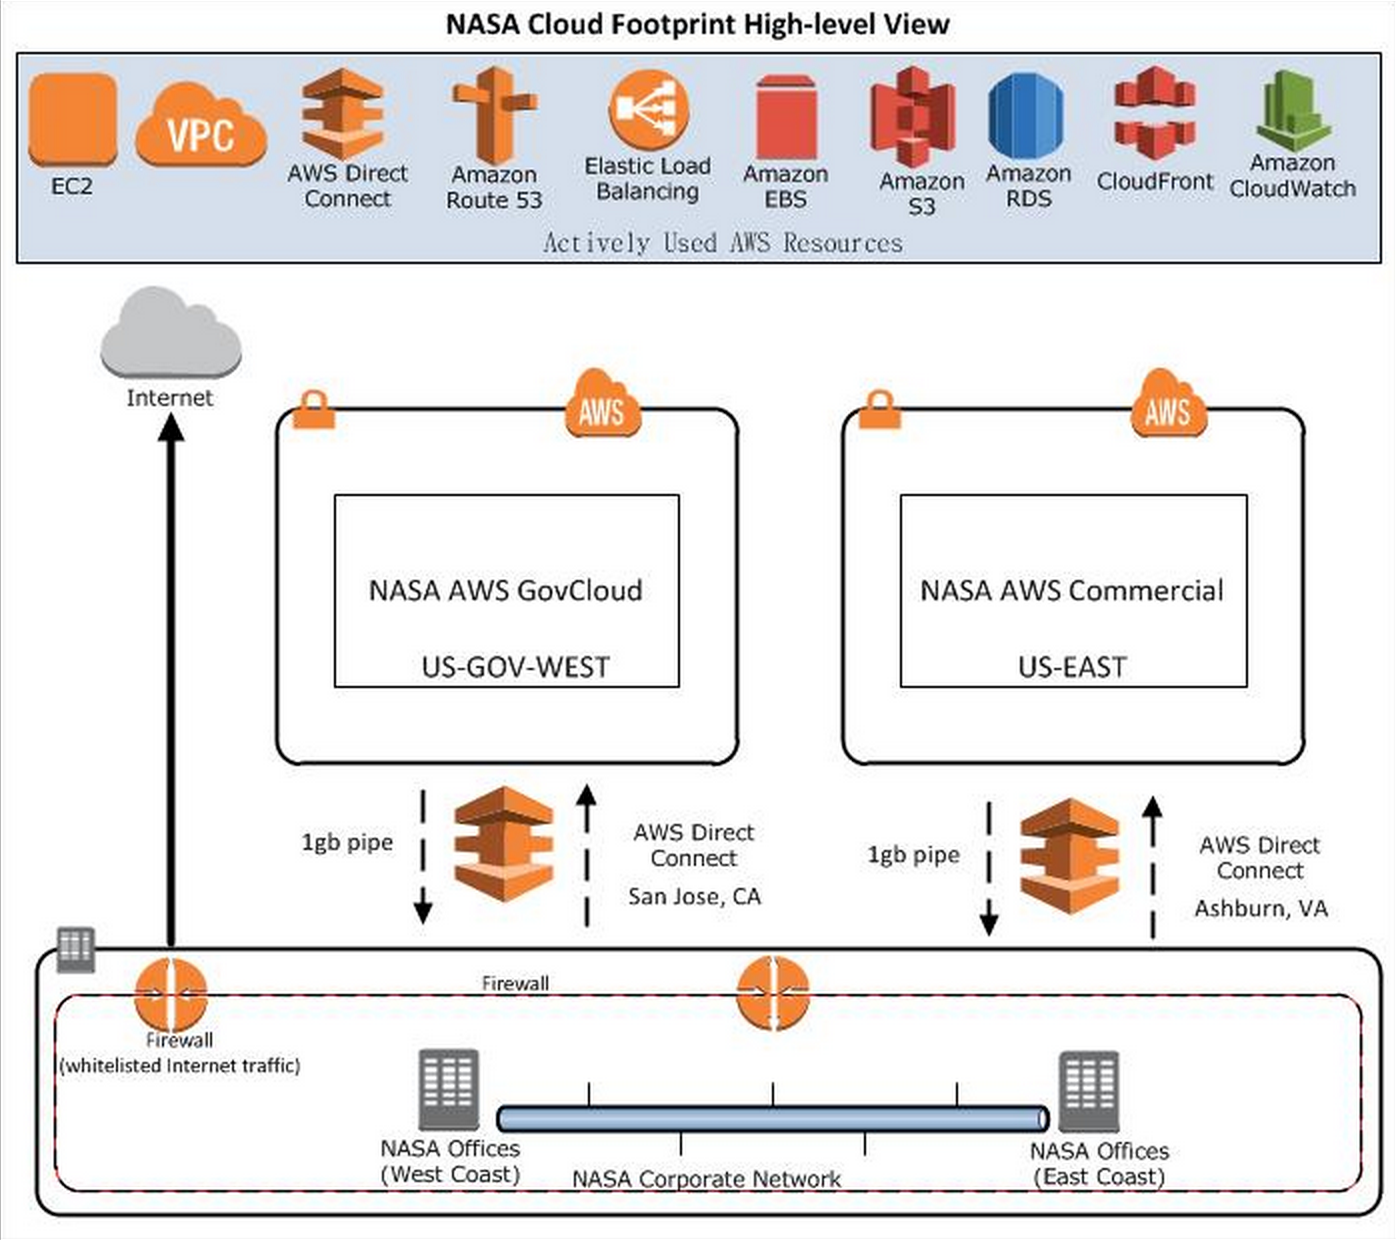 NASA Cloud Footprint High-level View
EC2
VPC
AWS Direct
Connect
Amazon
Route 53
Elastic Load
Balancing
Amazon
EBS
Amazon
S3
Amazon
RDS
CloudFront
Amazon
CloudWatch
Actively Used AWS Resources
Internet
AWS
NASA AWS GovCloud
US-GOV-WEST
AWS
NASA AWS Commercial
US-EAST
1gb pipe
AWS Direct
Connect
San Jose, CA
1gb pipe
AWS Direct
Connect
Ashburn, VA
Firewall
Firewall
(whitelisted Internet traffic)
NASA Offices
(West Coast)
NASA Corporate Network
NASA Offices
(East Coast)